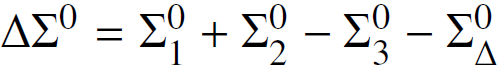 ΔΣ⁰ = Σ₁⁰ + Σ₂⁰ − Σ₃⁰ − Σ_Δ⁰